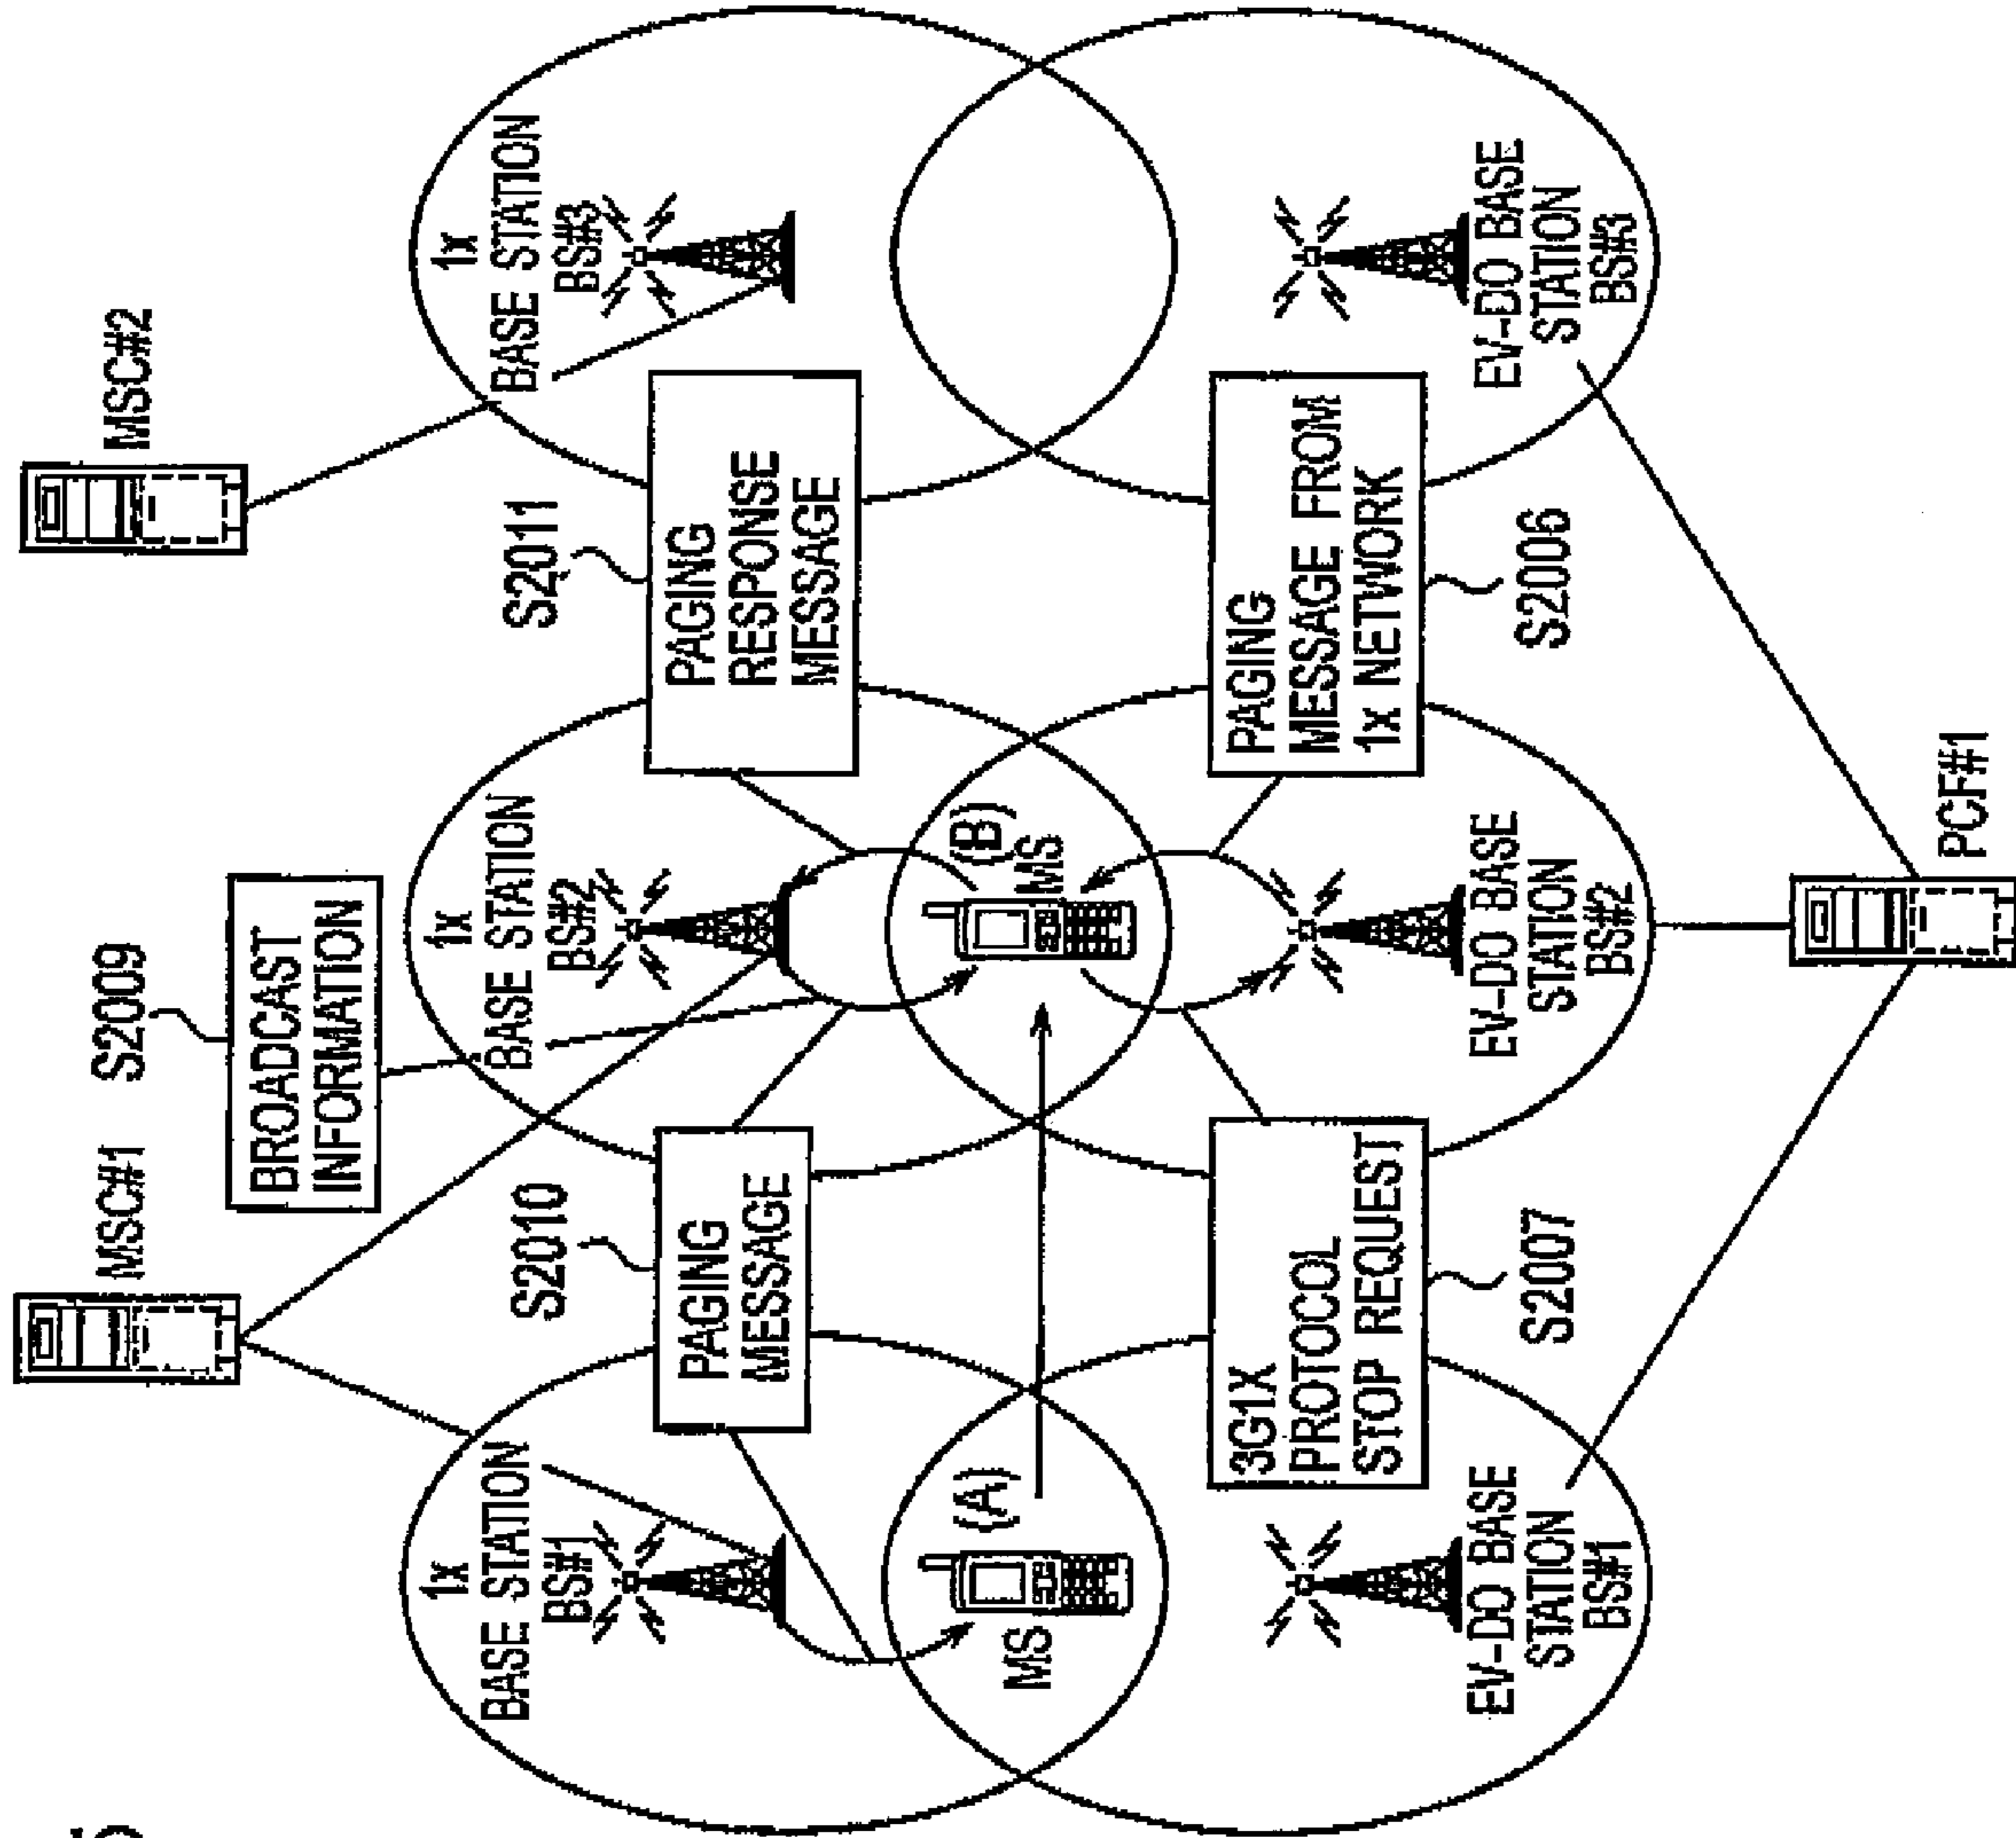 MSC#1
S2009
BROADCAST
INFORMATION
MSC#2
1x
BASE STATION
BS#1
1x
BASE STATION
BS#2
1x
BASE STATION
BS#3
S2010
PAGING
MESSAGE
S2011
PAGING
RESPONSE
MESSAGE
MS
(A)
(B)
MS
3G1X
PROTOCOL
STOP REQUEST
S2007
PAGING
MESSAGE FROM
1x NETWORK
S2006
EV-DO BASE
STATION
BS#1
EV-DO BASE
STATION
BS#2
EV-DO BASE
STATION
BS#3
PCF#1